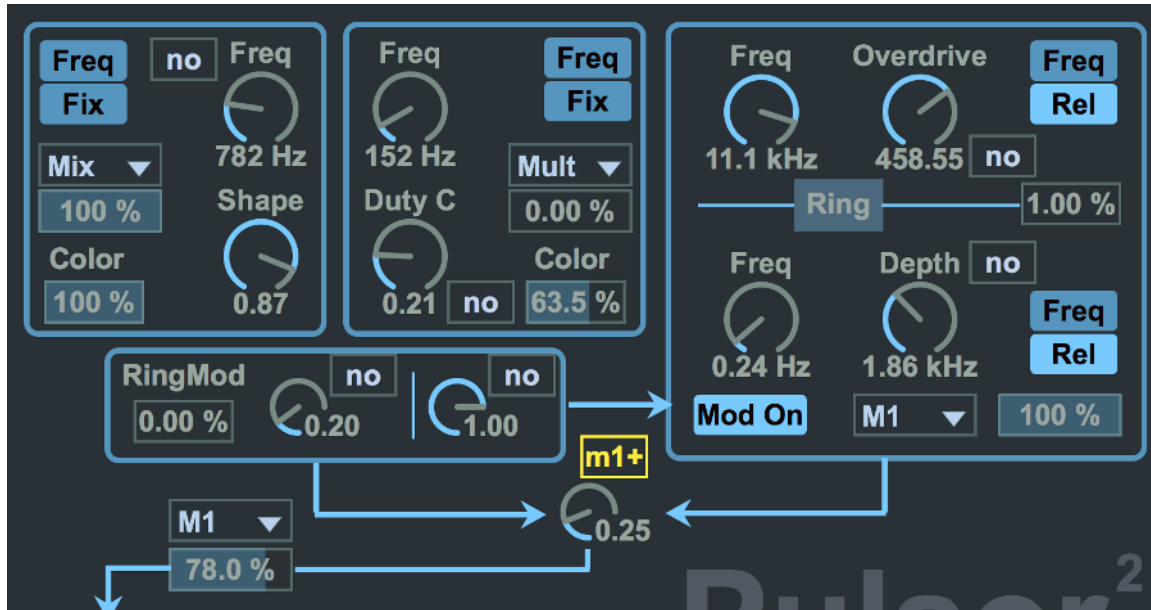 Freq
no
Freq
Fix
782 Hz
Mix
100 %
Shape
Color
100 %
0.87
Freq
Freq
Fix
152 Hz
Mult
0.00 %
Duty C
Color
0.21
no
63.5 %
Freq
Overdrive
Freq
Rel
11.1 kHz
458.55
no
Ring
1.00 %
Freq
Depth
no
Freq
Rel
0.24 Hz
1.86 kHz
Mod On
M1
100 %
RingMod
no
no
0.00 %
0.20
1.00
m1+
0.25
M1
78.0 %
2